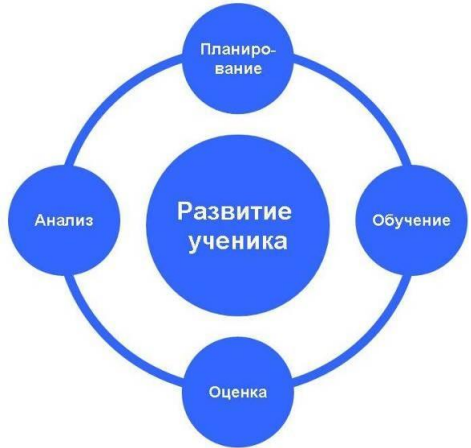 Планиро-
вание
Развитие
ученика
Анализ
Обучение
Оценка